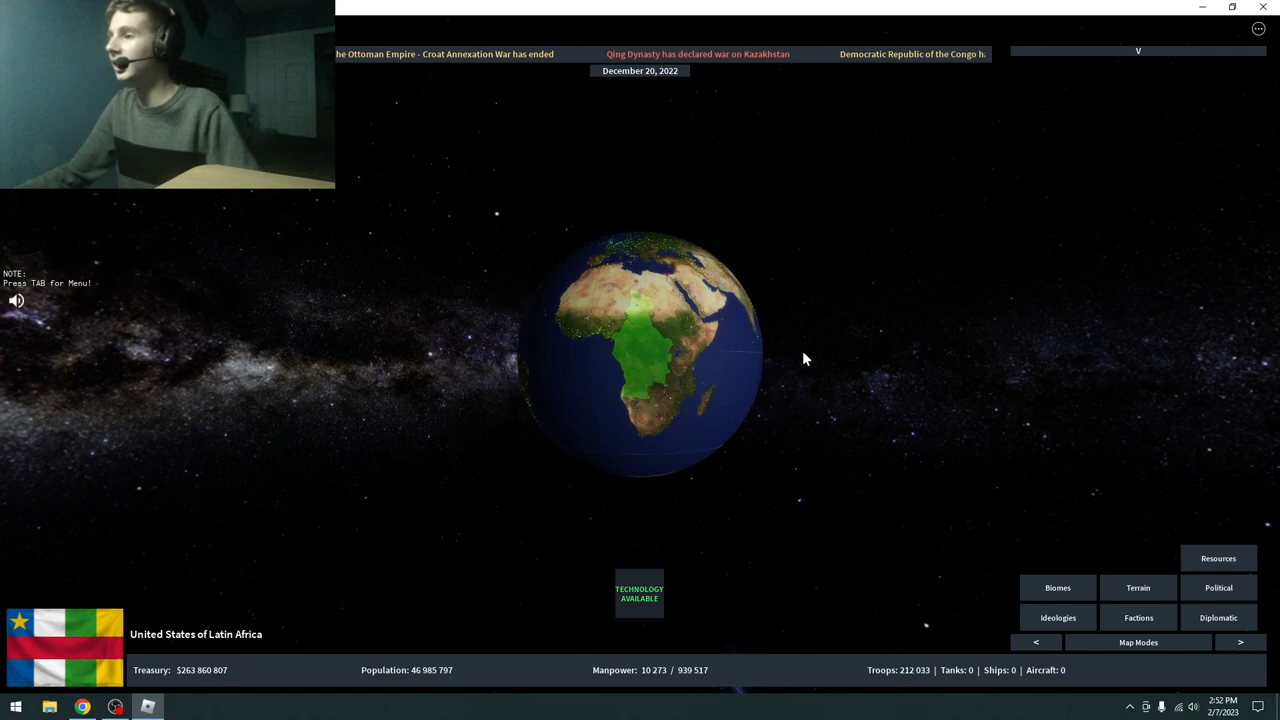 he Ottoman Empire - Croat Annexation War has ended
Qing Dynasty has declared war on Kazakhstan
Democratic Republic of the Congo h
V
December 20, 2022
NOTE:
Press TAB for Menu!
Resources
TECHNOLOGY
AVAILABLE
Biomes
Terrain
Political
Ideologies
Factions
Diplomatic
United States of Latin Africa
<
Map Modes
>
Treasury: $263 860 807
Population: 46 985 797
Manpower: 10 273 / 939 517
Troops: 212 033 | Tanks: 0 | Ships: 0 | Aircraft: 0
2:52 PM
2/7/2023